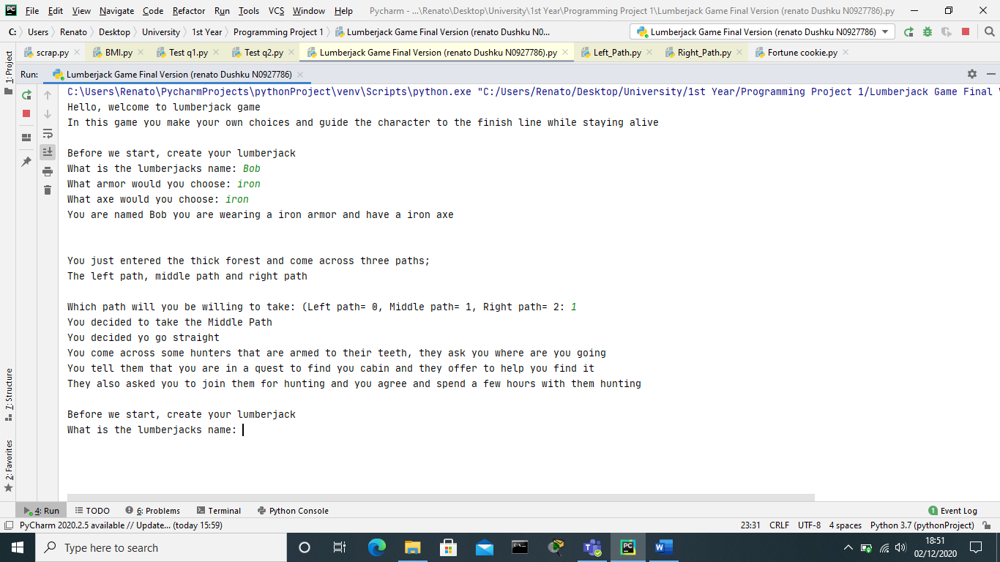 PC File Edit View Navigate Code Refactor Run Tools VCS Window Help Pycharm - ...\Renato\Desktop\University\1st Year\Programming Project 1\Lumberjack Game Final Version (renato Dushku N0927786).py
C: Users Renato Desktop University 1st Year Programming Project 1 Lumberjack Game Final Version (renato Dushku N0... Lumberjack Game Final Version (renato Dushku N0927786)
scrap.py BMI.py Test q1.py Test q2.py Lumberjack Game Final Version (renato Dushku N0927786).py Left_Path.py Right_Path.py Fortune cookie.py
1: Project
Run: Lumberjack Game Final Version (renato Dushku N0927786)
C:\Users\Renato\PycharmProjects\pythonProject\venv\Scripts\python.exe "C:/Users/Renato/Desktop/University/1st Year/Programming Project 1/Lumberjack Game Final
Hello, welcome to lumberjack game
In this game you make your own choices and guide the character to the finish line while staying alive
Before we start, create your lumberjack
What is the lumberjacks name: Bob
What armor would you choose: iron
What axe would you choose: iron
You are named Bob you are wearing a iron armor and have a iron axe
You just entered the thick forest and come across three paths;
The left path, middle path and right path
Which path will you be willing to take: (Left path= 0, Middle path= 1, Right path= 2: 1
You decided to take the Middle Path
You decided yo go straight
You come across some hunters that are armed to their teeth, they ask you where are you going
You tell them that you are in a quest to find you cabin and they offer to help you find it
They also asked you to join them for hunting and you agree and spend a few hours with them hunting
Before we start, create your lumberjack
What is the lumberjacks name:
7: Structure
2: Favorites
4: Run TODO 6: Problems Terminal Python Console 1 Event Log
PyCharm 2020.2.5 available // Update... (today 15:59) 23:31 CRLF UTF-8 4 spaces Python 3.7 (pythonProject)
Type here to search
18:51
02/12/2020